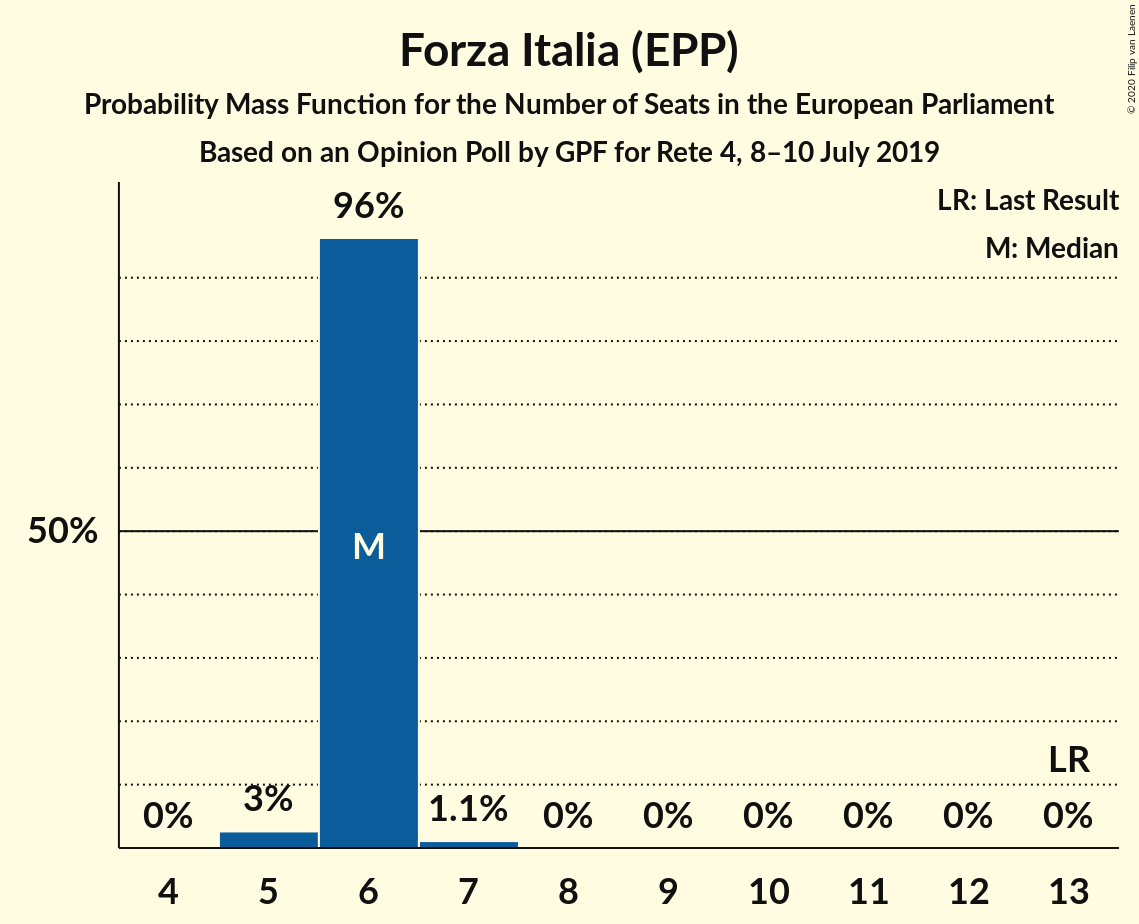 Forza Italia (EPP)
Probability Mass Function for the Number of Seats in the European Parliament
Based on an Opinion Poll by GPF for Rete 4, 8–10 July 2019
© 2020 Filip van Laenen
LR: Last Result
M: Median
96%
50%
M
LR
0%
3%
1.1%
0%
0%
0%
0%
0%
0%
4
5
6
7
8
9
10
11
12
13